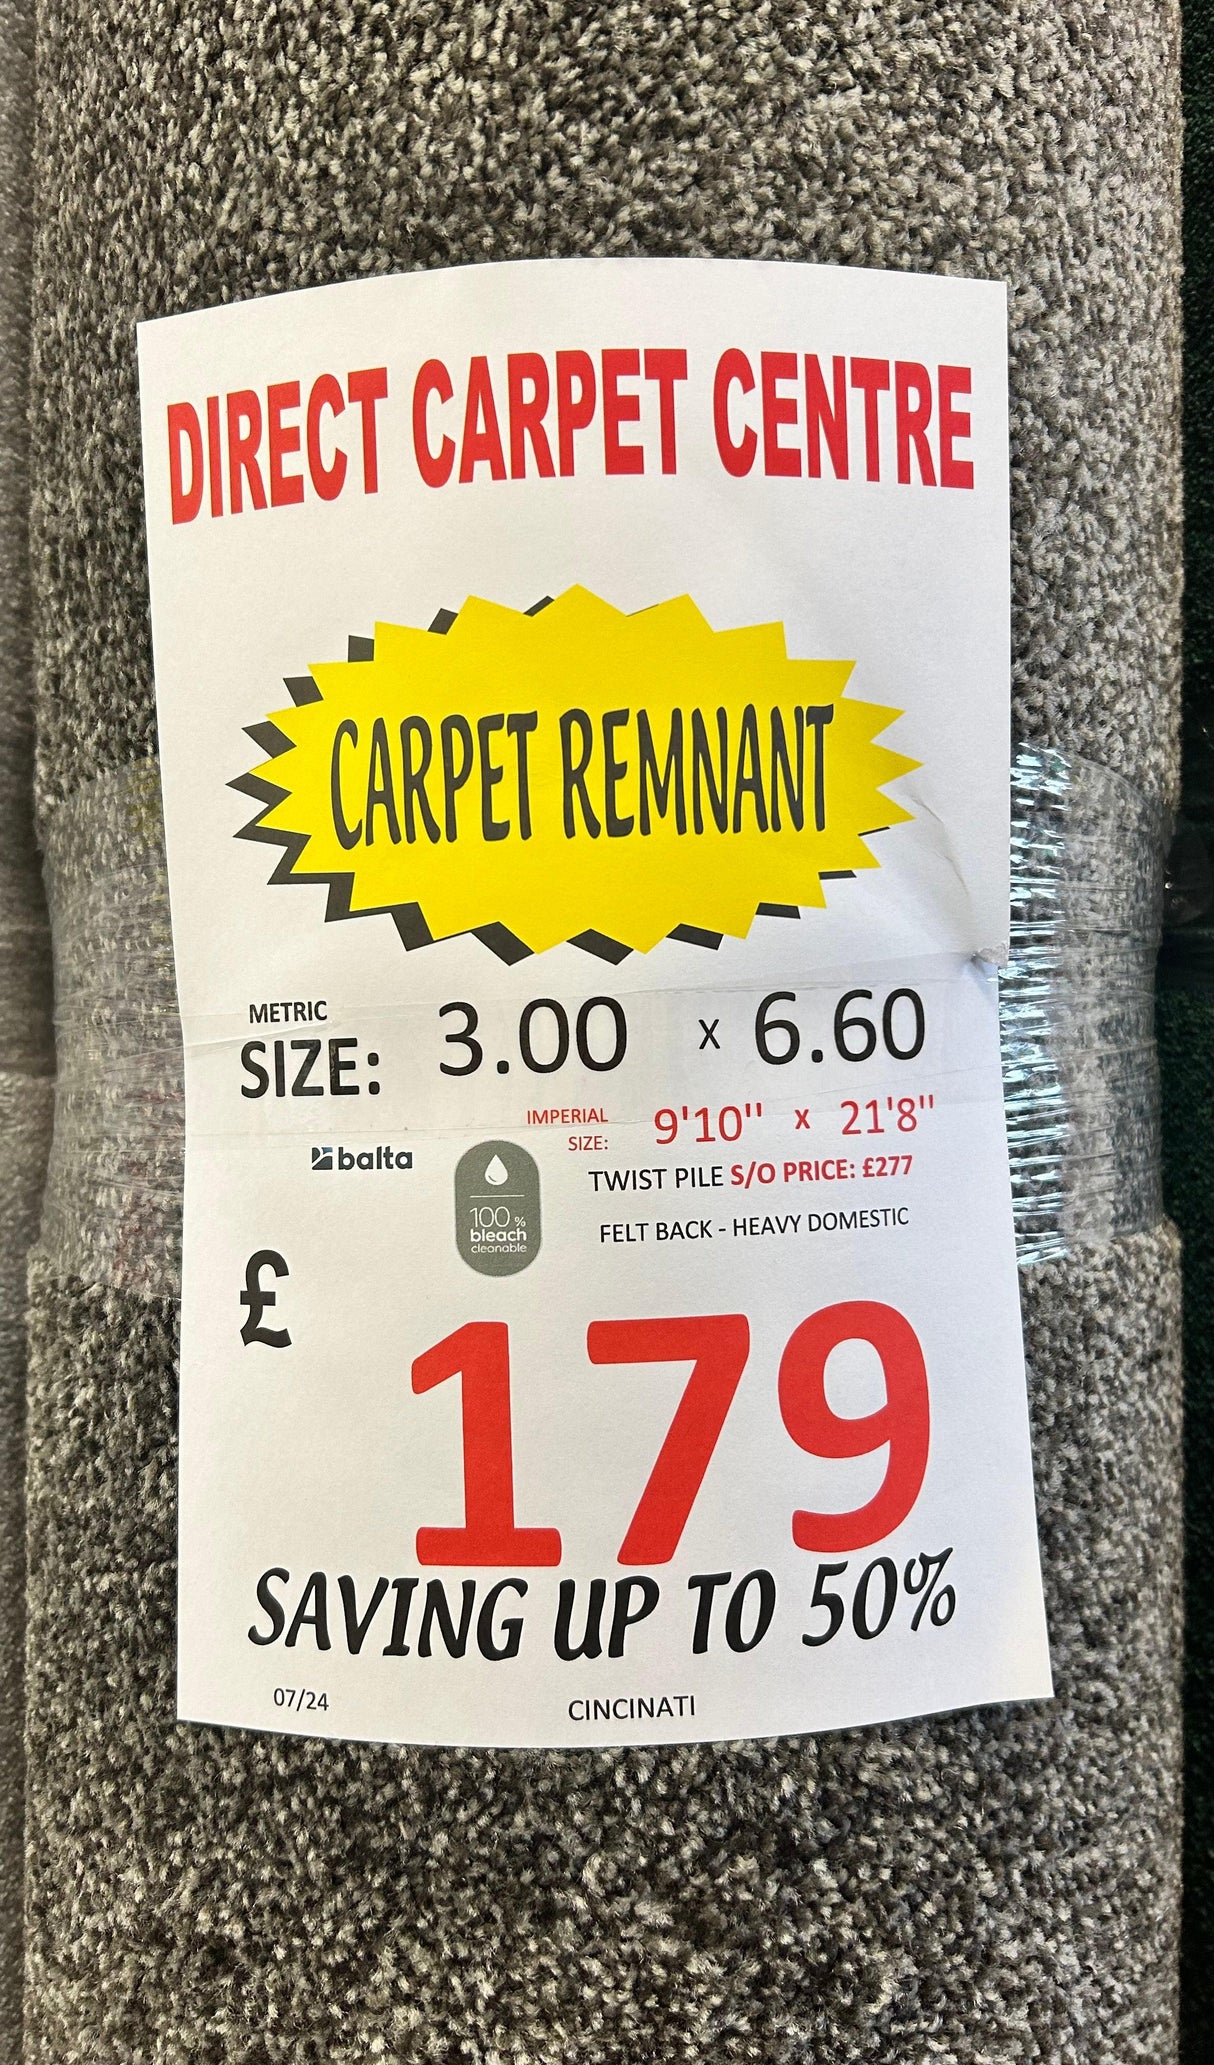 DIRECT CARPET CENTRE
CARPET REMNANT
METRIC
SIZE: 3.00 x 6.60
IMPERIAL
SIZE: 9'10" x 21'8"
balta
100%
bleach
cleanable
TWIST PILE S/O PRICE: £277
FELT BACK - HEAVY DOMESTIC
£
179
SAVING UP TO 50%
07/24 CINCINATI